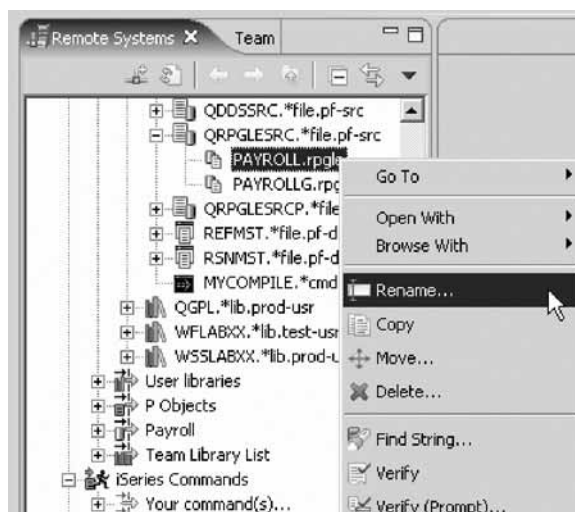 Remote Systems
Team
QDDSSRC.*file.pf-src
QRPGLESRC.*file.pf-src
PAYROLL.rpgle
PAYROLLG.rpg
QRPGLESRCP.*file
REFMST.*file.pf-d
RSNMST.*file.pf-d
MYCOMPILE.*cmd
QGPL.*lib.prod-usr
WFLABXX.*lib.test-usr
WSSLABXX.*lib.prod-u
User libraries
P Objects
Payroll
Team Library List
iSeries Commands
Your command(s)...
Go To
Open With
Browse With
Rename...
Copy
Move...
Delete...
Find String...
Verify
Verify (Prompt)...